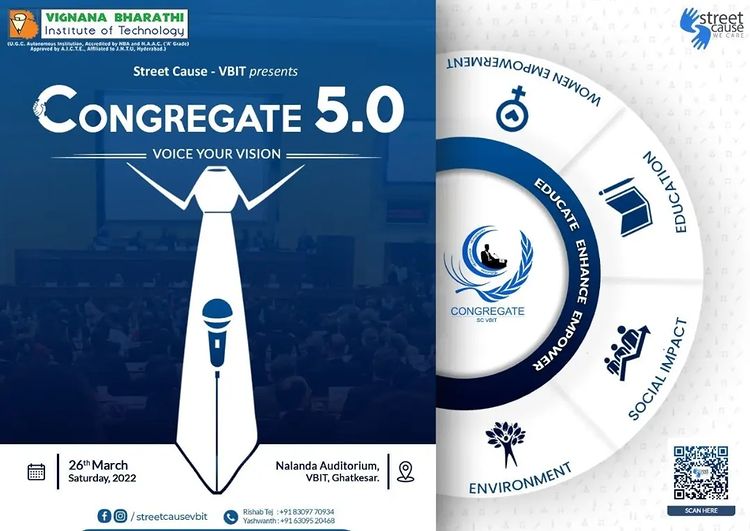 VIGNANA BHARATHI
Institute of Technology
(U.G.C. Autonomous Institution, Accredited by NBA and N.A.A.C. ('A' Grade)
Approved by A.I.C.T.E., Affiliated to J.N.T.U, Hyderabad.)
street
cause
WE CARE
Street Cause - VBIT presents
CONGREGATE 5.0
VOICE YOUR VISION
WOMEN EMPOWERMENT
EDUCATION
SOCIAL IMPACT
ENVIRONMENT
EDUCATE ENHANCE EMPOWER
CONGREGATE
SC VBIT
26th March
Saturday, 2022
Nalanda Auditorium,
VBIT, Ghatkesar.
/ streetcausevbit
Rishab Tej : +91 83097 70934
Yashwanth : +91 63095 20468
SCAN HERE